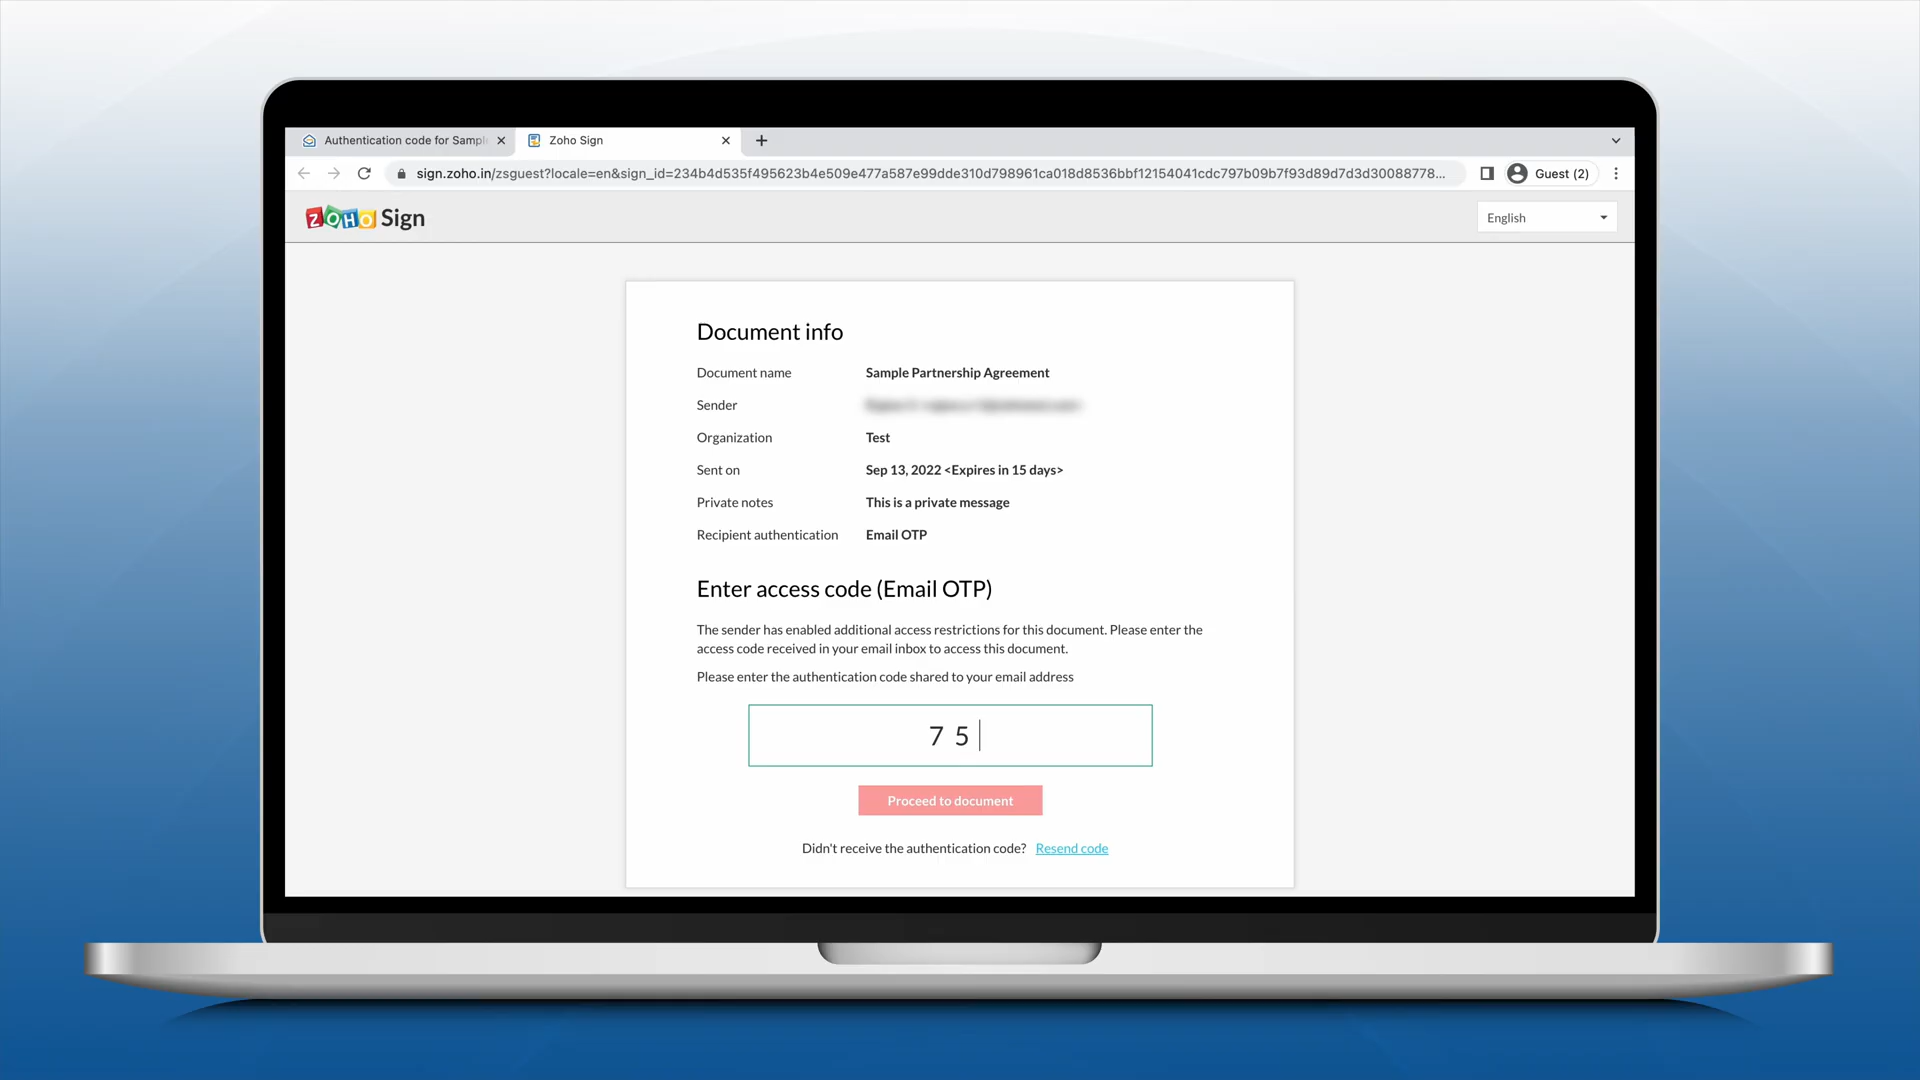 Authentication code for Sampl
Zoho Sign
sign.zoho.in/zsguest?locale=en&sign_id=234b4d535f495623b4e509e477a587e99dde310d798961ca018d8536bbf12154041cdc797b09b7f93d89d7d3d30088778...
Guest (2)
ZOHO Sign
English
Document info
Document name Sample Partnership Agreement
Sender
Organization Test
Sent on Sep 13, 2022 <Expires in 15 days>
Private notes This is a private message
Recipient authentication Email OTP
Enter access code (Email OTP)
The sender has enabled additional access restrictions for this document. Please enter the
access code received in your email inbox to access this document.
Please enter the authentication code shared to your email address
7 5
Proceed to document
Didn't receive the authentication code? Resend code